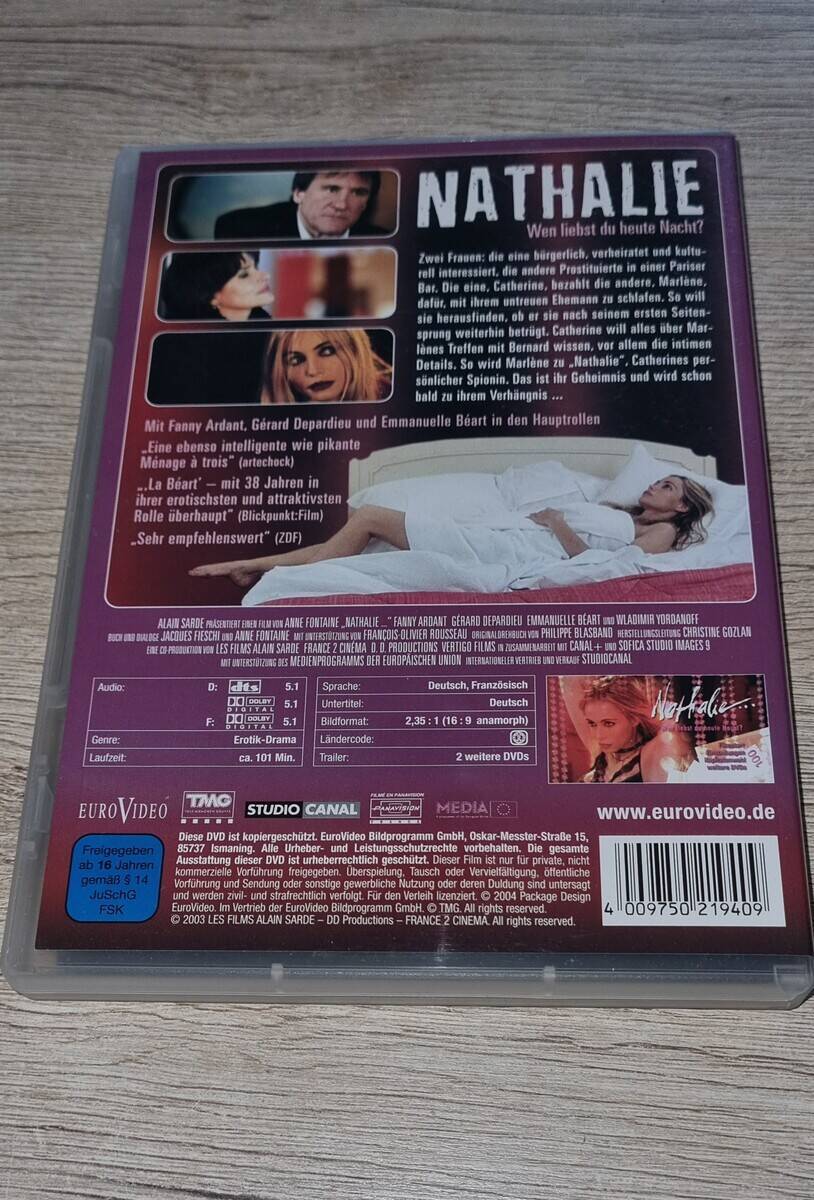 NATHALIE
Wen liebst du heute Nacht?
Zwei Frauen: die eine bürgerlich, verheiratet und kultu-
rell interessiert, die andere Prostituierte in einer Pariser
Bar. Die eine, Catherine, bezahlt die andere, Marlène,
dafür, mit ihrem untreuen Ehemann zu schlafen. So will
sie herausfinden, ob er sie nach seinem ersten Seiten-
sprung weiterhin betrügt. Catherine will alles über Mar-
lènes Treffen mit Bernard wissen, vor allem die intimen
Details. So wird Marlène zu „Nathalie“, Catherines per-
sönlicher Spionin. Das ist ihr Geheimnis und wird schon
bald zu ihrem Verhängnis ...
Mit Fanny Ardant, Gérard Depardieu und Emmanuelle Béart in den Hauptrollen
„Eine ebenso intelligente wie pikante
Ménage à trois“ (artechock)
„‚La Béart’ – mit 38 Jahren in
ihrer erotischsten und attraktivsten
Rolle überhaupt“ (Blickpunkt:Film)
„Sehr empfehlenswert“ (ZDF)
ALAIN SARDE PRÄSENTIERT EINEN FILM VON ANNE FONTAINE „NATHALIE ...“ FANNY ARDANT GÉRARD DEPARDIEU EMMANUELLE BÉART UND WLADIMIR YORDANOFF
BUCH UND DIALOGE JACQUES FIESCHI UND ANNE FONTAINE MIT UNTERSTÜTZUNG VON FRANÇOIS-OLIVIER ROUSSEAU ORIGINALDREHBUCH VON PHILIPPE BLASBAND HERSTELLUNGSLEITUNG CHRISTINE GOZLAN
EINE CO-PRODUKTION VON LES FILMS ALAIN SARDE FRANCE 2 CINÉMA D.D. PRODUCTIONS VERTIGO FILMS IN ZUSAMMENARBEIT MIT CANAL+ UND SOFICA STUDIO IMAGES 9
MIT UNTERSTÜTZUNG DES MEDIENPROGRAMMS DER EUROPÄISCHEN UNION INTERNATIONALER VERTRIEB UND VERKAUF STUDIOCANAL
Audio: D: dts 5.1
DOLBY DIGITAL 5.1
F: DOLBY DIGITAL 5.1
Genre: Erotik-Drama
Laufzeit: ca. 101 Min.
Sprache: Deutsch, Französisch
Untertitel: Deutsch
Bildformat: 2,35 : 1 (16 : 9 anamorph)
Ländercode:
Trailer: 2 weitere DVDs
Nathalie...
Wen liebst du heute Nacht?
weitere DVDs
EUROVIDEO
TMG
STUDIO CANAL
FILMÉ EN PANAVISION
PANAVISION
FRANCE
MEDIA
www.eurovideo.de
Freigegeben
ab 16 Jahren
gemäß § 14
JuSchG
FSK
Diese DVD ist kopiergeschützt. EuroVideo Bildprogramm GmbH, Oskar-Messter-Straße 15,
85737 Ismaning. Alle Urheber- und Leistungsschutzrechte vorbehalten. Die gesamte
Ausstattung dieser DVD ist urheberrechtlich geschützt. Dieser Film ist nur für private, nicht
kommerzielle Vorführung freigegeben. Überspielung, Tausch oder Vervielfältigung, öffentliche
Vorführung und Sendung oder sonstige gewerbliche Nutzung oder deren Duldung sind untersagt
und werden zivil- und strafrechtlich verfolgt. Für den Verleih lizenziert. © 2004 Package Design
EuroVideo. Im Vertrieb der EuroVideo Bildprogramm GmbH. © TMG. All rights reserved.
© 2003 LES FILMS ALAIN SARDE – DD Productions – FRANCE 2 CINEMA. All rights reserved.
4 009750 219409